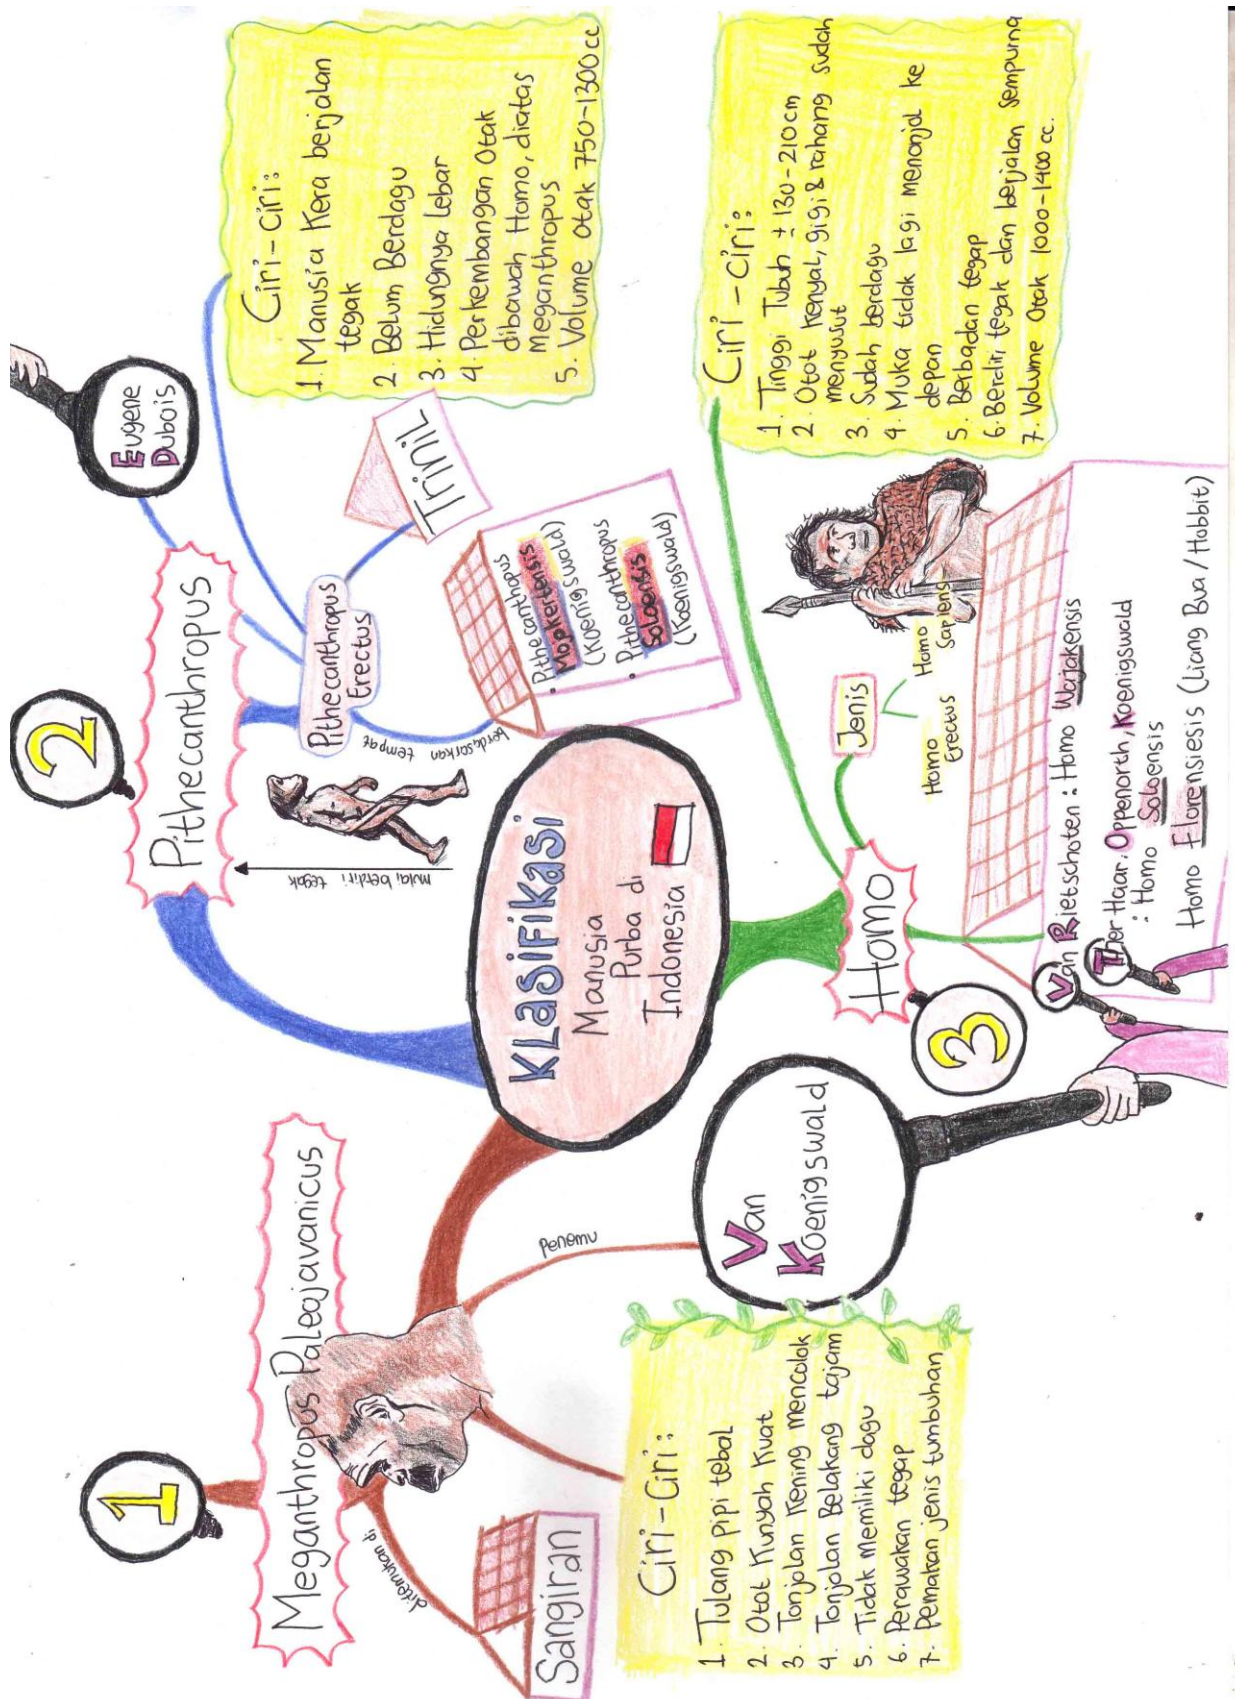 KLasifikasi
Manusia
Purba di
Indonesia
1
Meganthropus Paleojavanicus
ditemukan di
Sangiran
Penemu
Van
Koenigswald
Ciri-Ciri:
1. Tulang pipi tebal
2. Otot Kunyah Kuat
3. Tonjolan Kening mencolok
4. Tonjolan Belakang tajam
5. Tidak memiliki dagu
6. Perawakan tegap
7. Pemakan jenis tumbuhan
2
Pithecanthropus
mulai berdiri tegak
Eugene
Dubois
Pithecanthropus
Erectus
Trinil
berdasarkan tempat
• Pithecanthopus
Mojokertensis
(Koenigswald)
• Pithecanthropus
Soloensis
(Koenigswald)
Ciri-Ciri:
1. Manusia Kera berjalan
tegak
2. Belum Berdagu
3. Hidungnya Lebar
4. Perkembangan Otak
dibawah Homo, diatas
Meganthropus
5. Volume Otak 750-1300 cc
3
Homo
Jenis
Homo
Erectus
Homo
Sapiens
Van Rietschoten : Homo Wajakensis
Ther Haar, Oppenorth, Koenigswald
: Homo Soloensis
Homo Florensiesis (Liang Bua / Hobbit)
Ciri-Ciri:
1. Tinggi Tubuh ± 130-210 cm
2. Otot kenyal, gigi & rahang sudah
menyusut
3. Sudah berdagu
4. Muka tidak lagi menonjol ke
depan
5. Berbadan tegap
6. Berdiri tegak dan berjalan sempurna
7. Volume Otak 1000-1400 cc.